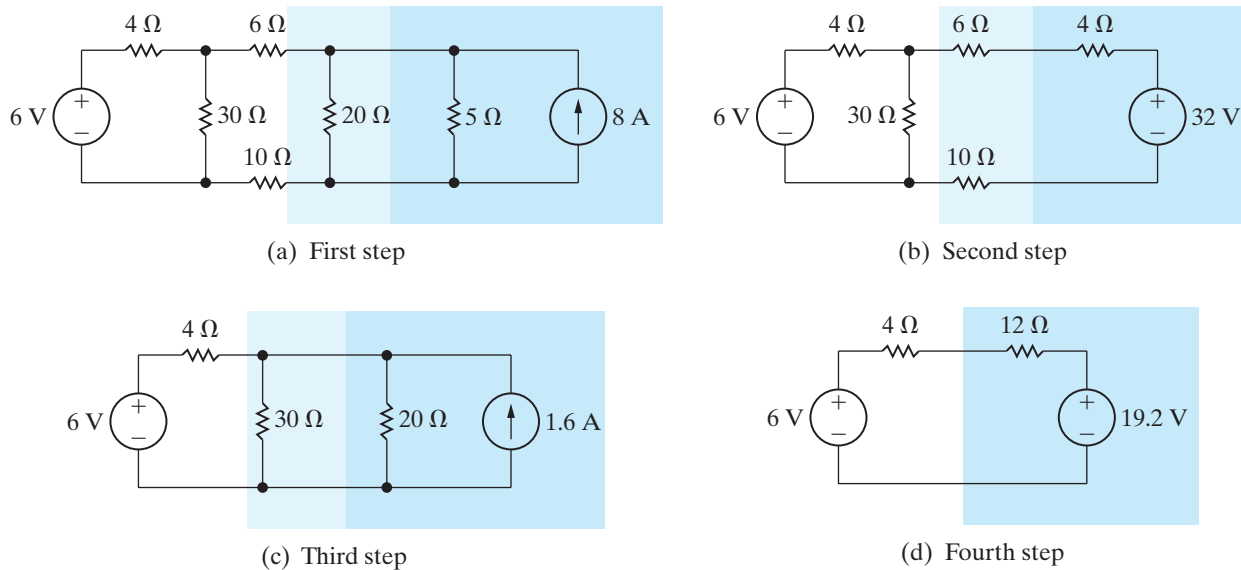 4 Ω 6 Ω
6 V + − 30 Ω 20 Ω 5 Ω 8 A
10 Ω
(a) First step
4 Ω 6 Ω 4 Ω
6 V + − 30 Ω + − 32 V
10 Ω
(b) Second step
4 Ω
6 V + − 30 Ω 20 Ω 1.6 A
(c) Third step
4 Ω 12 Ω
6 V + − + − 19.2 V
(d) Fourth step